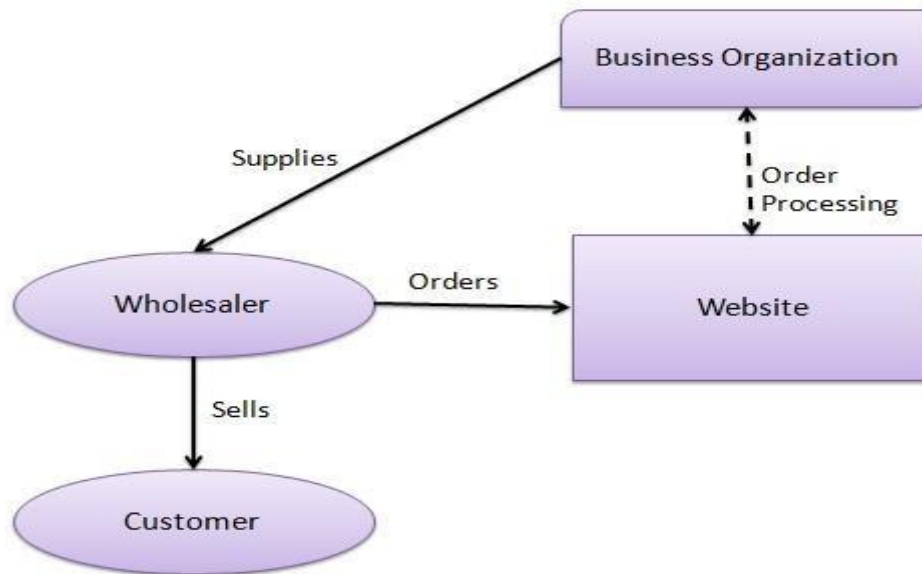 Business Organization
Supplies
Order
Processing
Wholesaler
Orders
Website
Sells
Customer